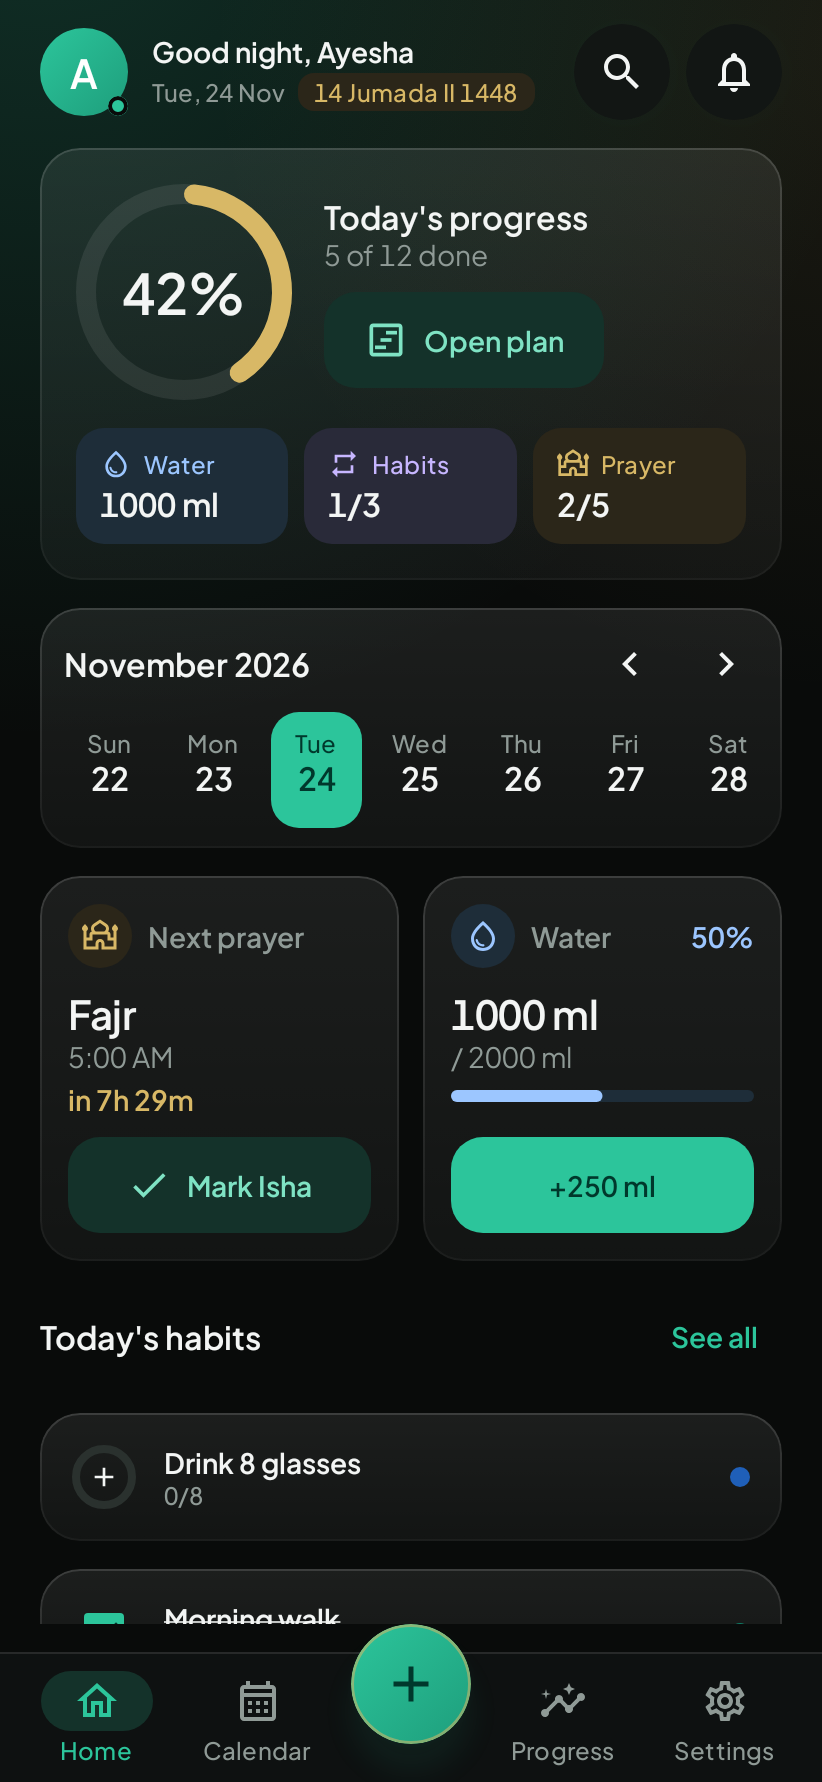 A
Good night, Ayesha
Tue, 24 Nov 14 Jumada II 1448
42%
Today's progress
5 of 12 done
Open plan
Water
1000 ml
Habits
1/3
Prayer
2/5
November 2026
Sun Mon Tue Wed Thu Fri Sat
22 23 24 25 26 27 28
Next prayer
Fajr
5:00 AM
in 7h 29m
Mark Isha
Water 50%
1000 ml
/ 2000 ml
+250 ml
Today's habits See all
Drink 8 glasses
0/8
Morning walk
Home Calendar Progress Settings